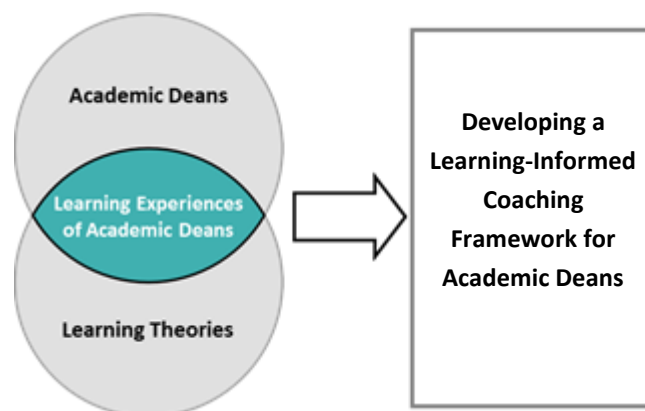 Academic Deans
Learning Experiences
of Academic Deans
Learning Theories
Developing a
Learning-Informed
Coaching
Framework for
Academic Deans